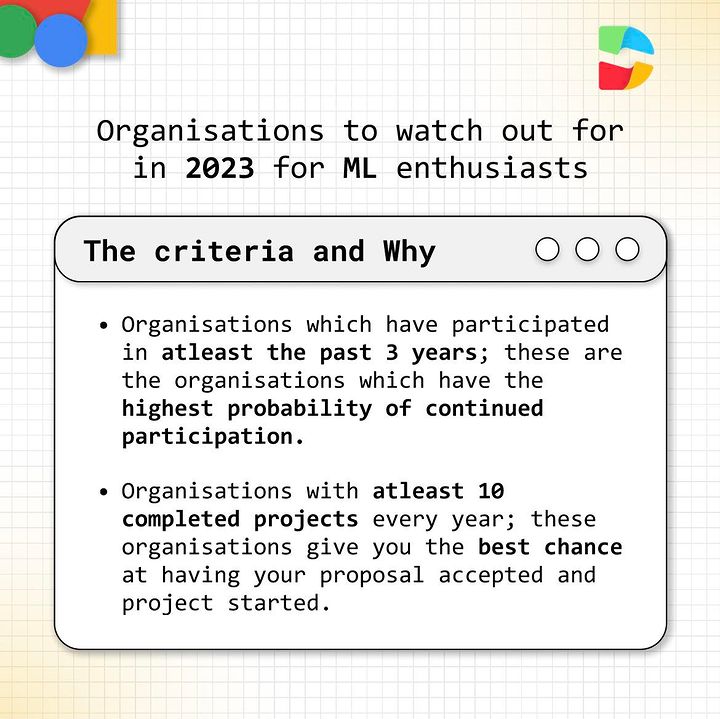 Organisations to watch out for
in 2023 for ML enthusiasts
The criteria and Why
• Organisations which have participated
in atleast the past 3 years; these are
the organisations which have the
highest probability of continued
participation.
• Organisations with atleast 10
completed projects every year; these
organisations give you the best chance
at having your proposal accepted and
project started.